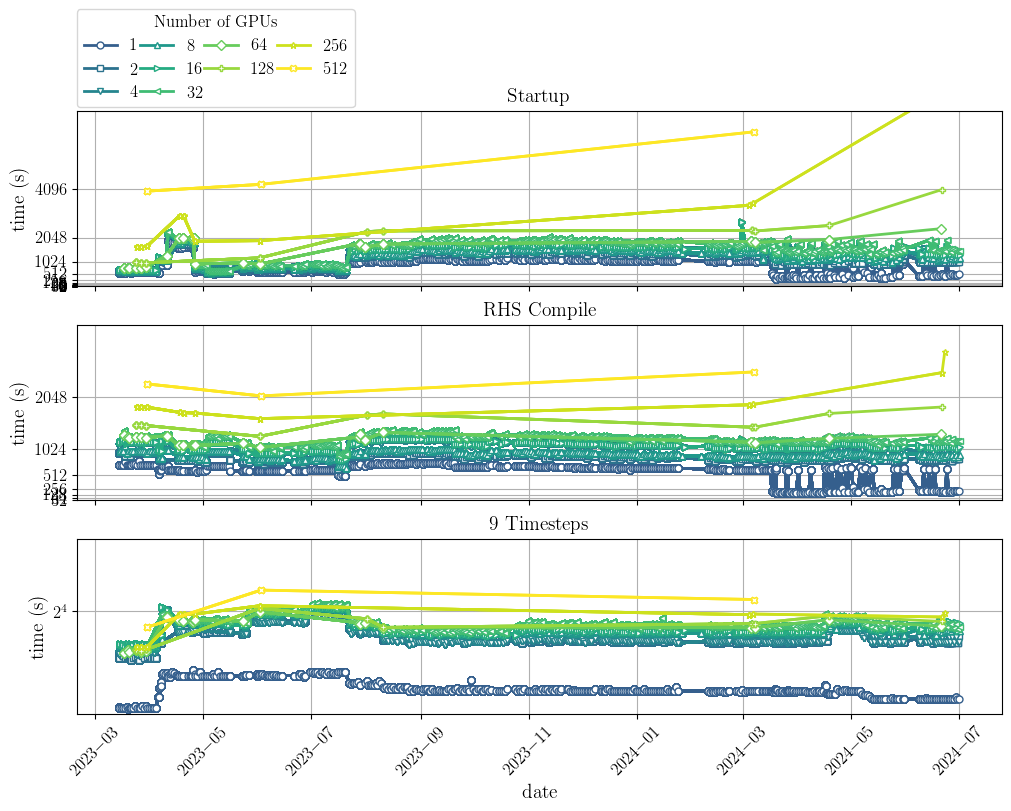 Number of GPUs
1 8 64 256
2 16 128 512
4 32
Startup
time (s)
4096
2048
1024
512
RHS Compile
time (s)
2048
1024
512
256
128
9 Timesteps
time (s)
2⁴
2023−03 2023−05 2023−07 2023−09 2023−11 2024−01 2024−03 2024−05 2024−07
date